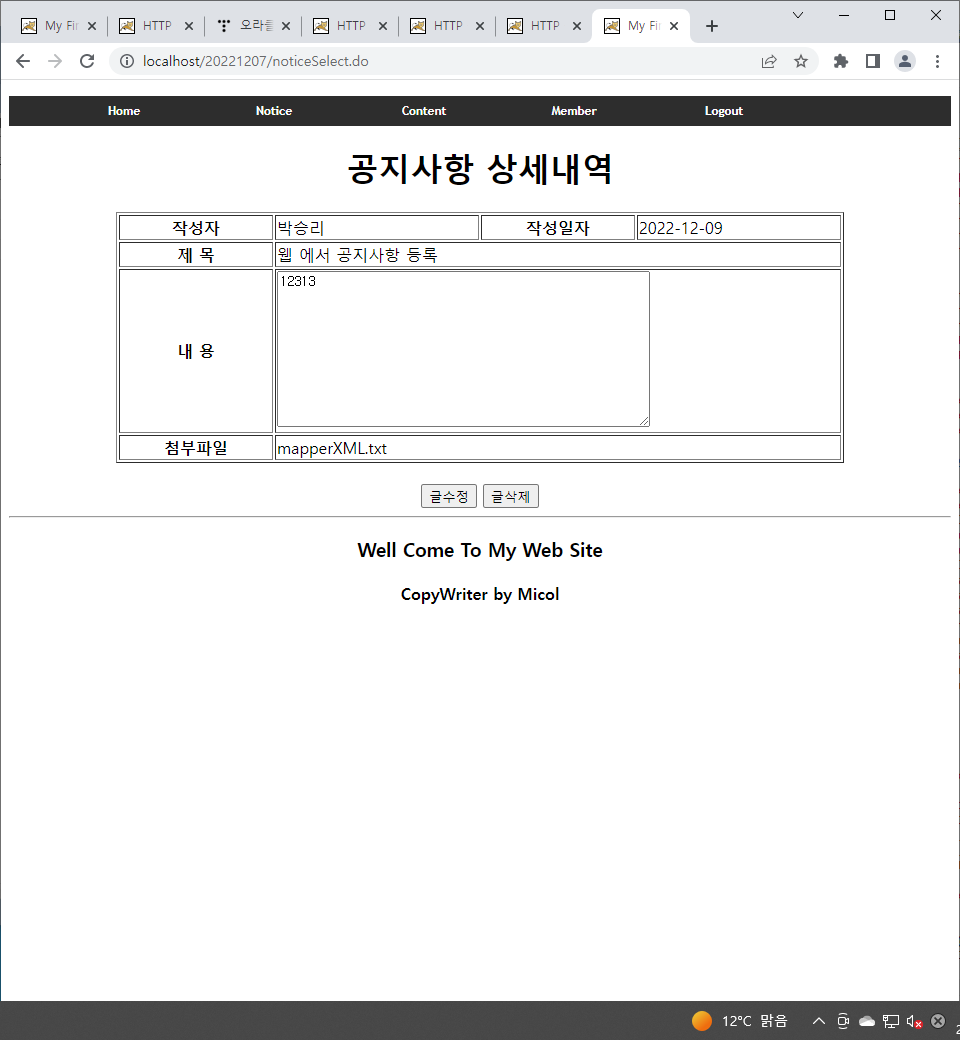 My Fir HTTP 오라클 HTTP HTTP HTTP My Fir
localhost/20221207/noticeSelect.do
Home Notice Content Member Logout
공지사항 상세내역
작성자 박승리 작성일자 2022-12-09
제 목 웹 에서 공지사항 등록
내 용 12313
첨부파일 mapperXML.txt
글수정 글삭제
Well Come To My Web Site
CopyWriter by Micol
12°C 맑음